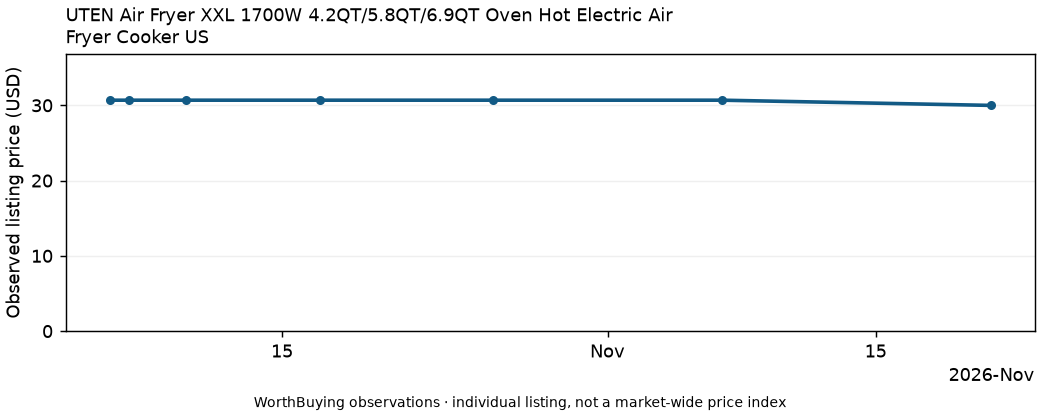 UTEN Air Fryer XXL 1700W 4.2QT/5.8QT/6.9QT Oven Hot Electric Air
Fryer Cooker US
Observed listing price (USD)
30
20
10
0
15
Nov
15
2026-Nov
WorthBuying observations · individual listing, not a market-wide price index